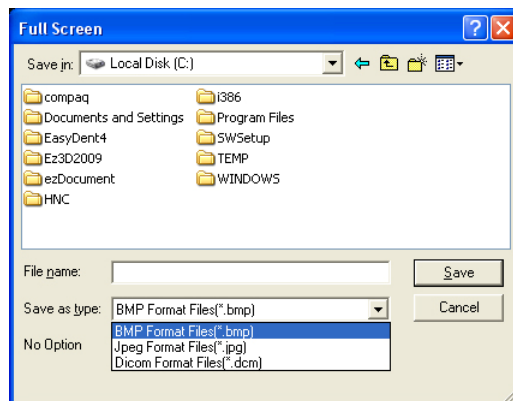 Full Screen
Save in: Local Disk (C:)
compaq
Documents and Settings
EasyDent4
Ez3D2009
ezDocument
HNC
i386
Program Files
SWSetup
TEMP
WINDOWS
File name: Save
Save as type: BMP Format Files(*.bmp) Cancel
BMP Format Files(*.bmp)
No Option Jpeg Format Files(*.jpg)
Dicom Format Files(*.dcm)